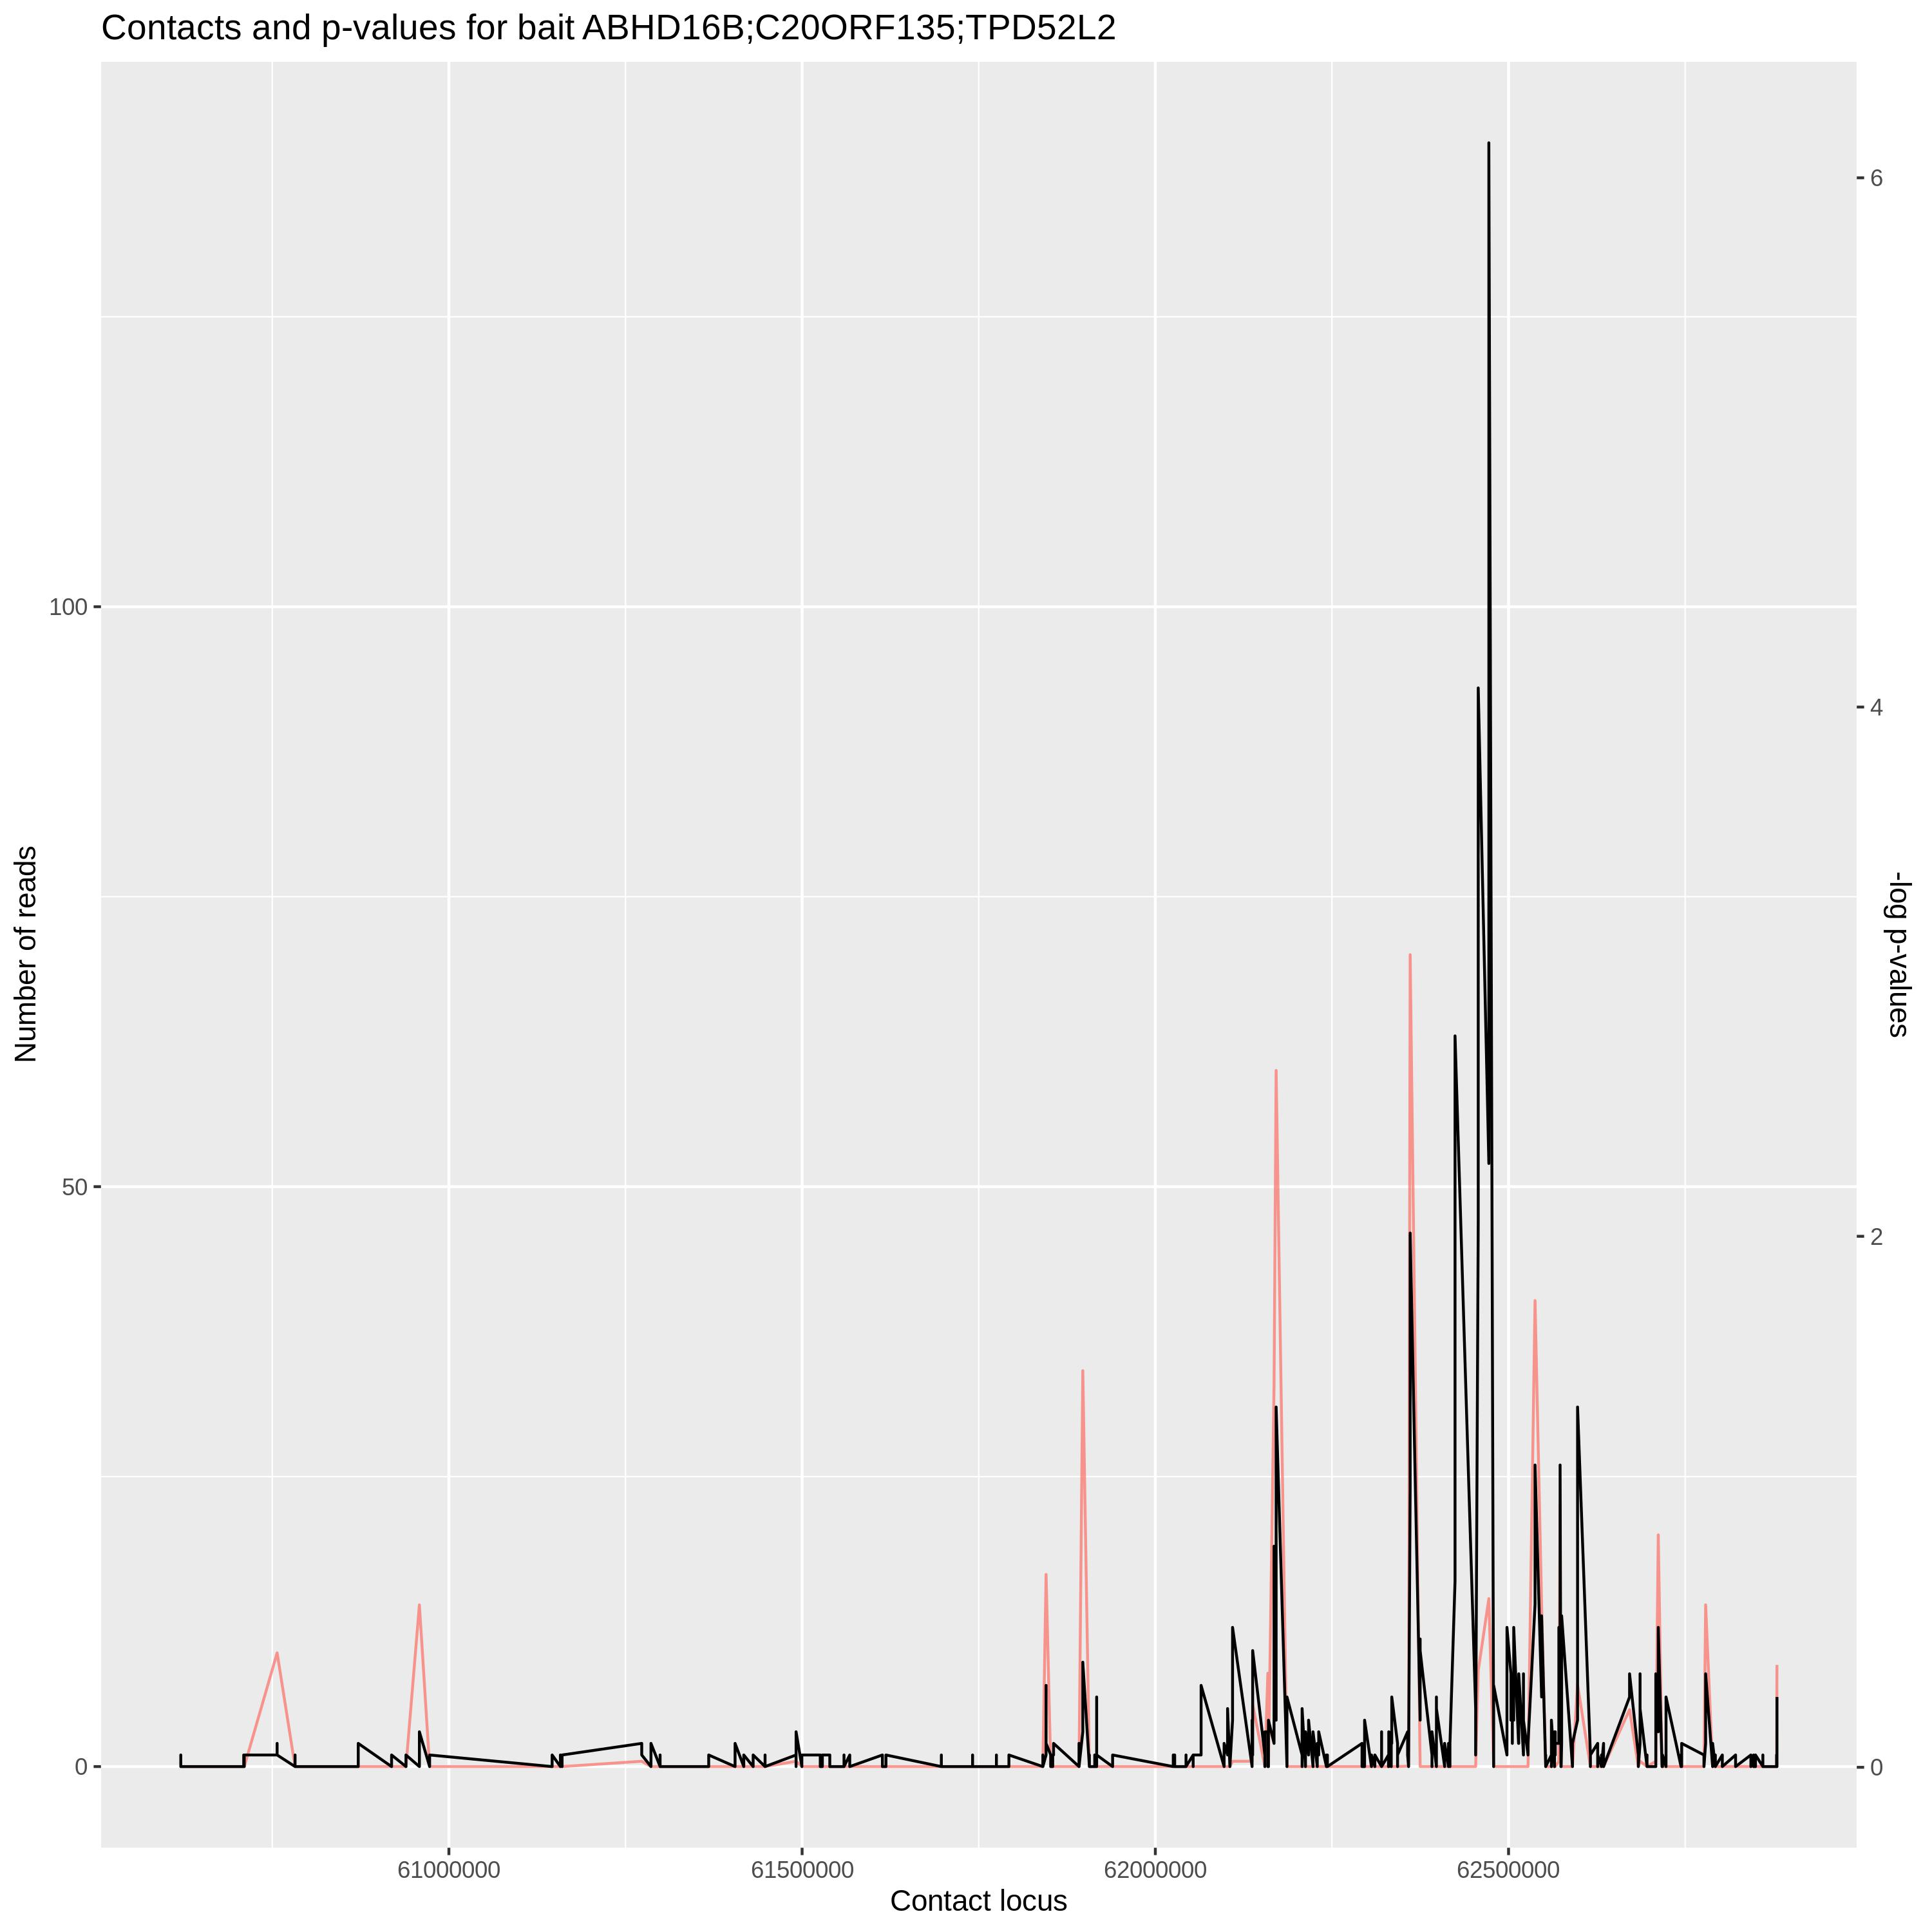 Contacts and p-values for bait ABHD16B;C20ORF135;TPD52L2
Number of reads
100
50
0
6
4
2
0
-log p-values
61000000
61500000
62000000
62500000
Contact locus